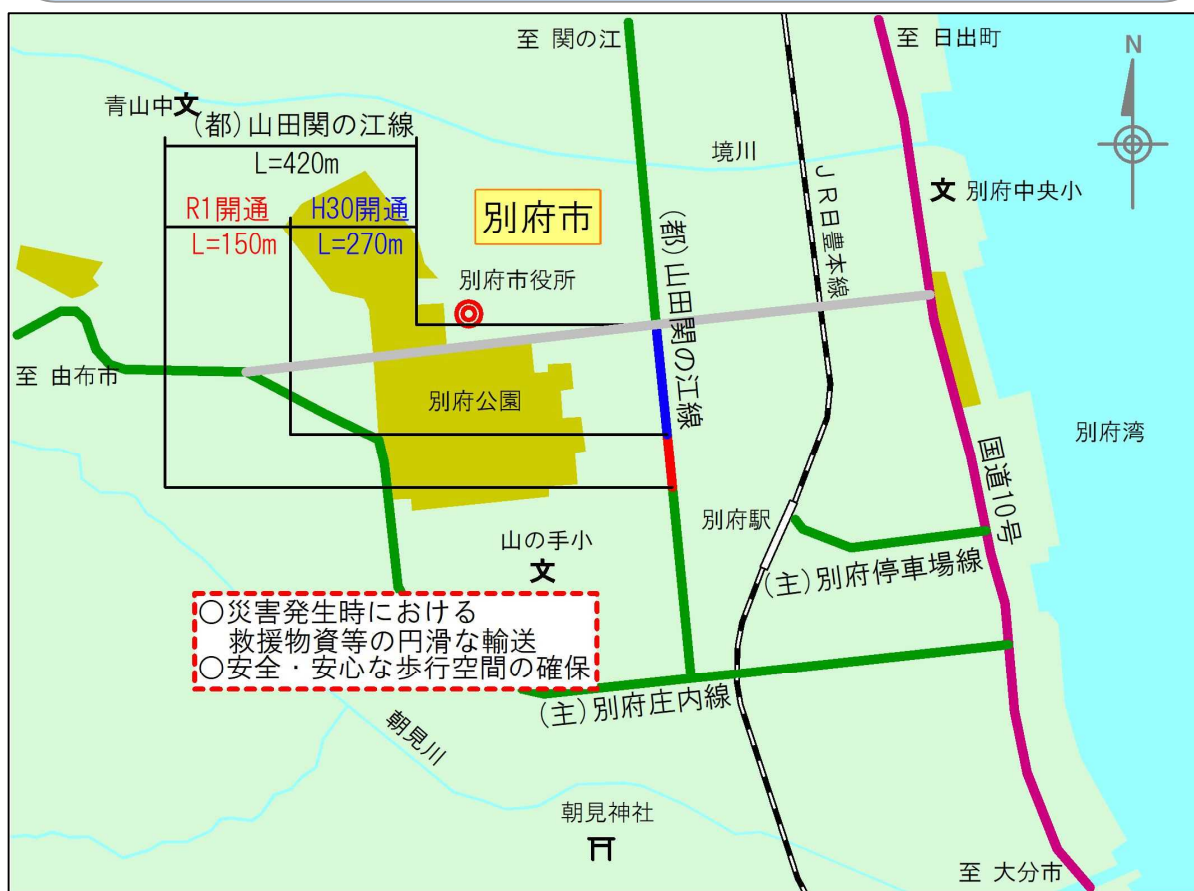 至 関の江
至 日出町
N
青山中文
(都)山田関の江線
L=420m
境川
JR日豊本線
文 別府中央小
R1開通
H30開通
L=150m
L=270m
別府市
(都)山田関の江線
別府市役所
至 由布市
別府公園
別府湾
国道10号
別府駅
山の手小
文
(主)別府停車場線
○災害発生時における
救援物資等の円滑な輸送
○安全・安心な歩行空間の確保
(主)別府庄内線
朝見川
朝見神社
至 大分市